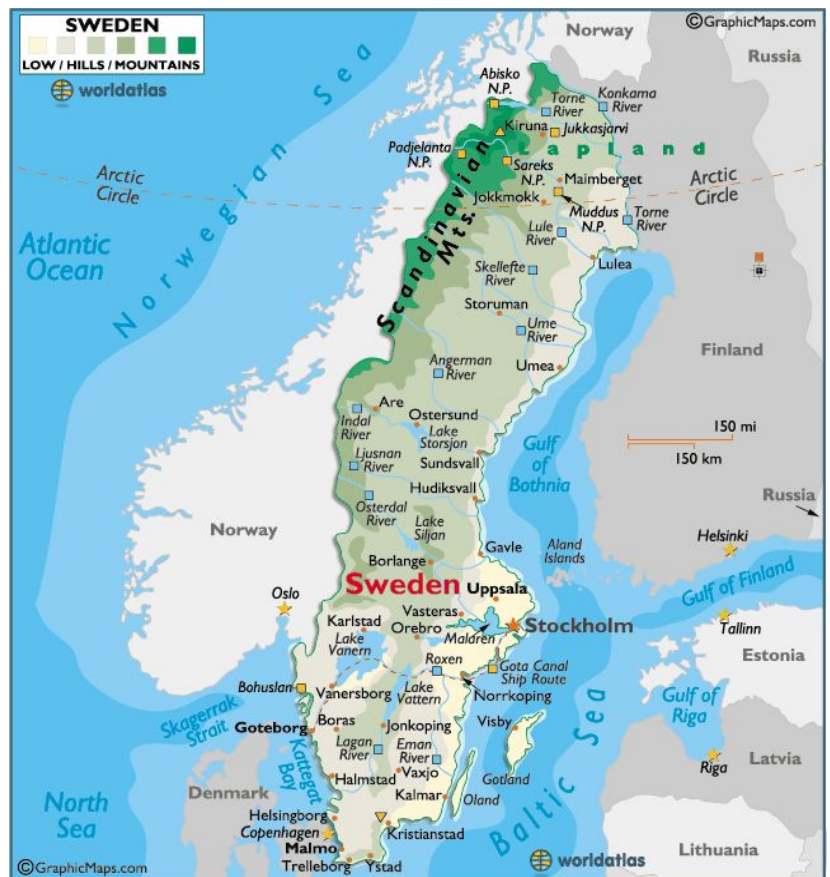 SWEDEN
LOW / HILLS / MOUNTAINS
worldatlas
©GraphicMaps.com
Norway
Russia
Norwegian Sea
Abisko
N.P.
Torne
River
Konkama
River
Kiruna
Jukkasjarvi
Padjelanta
N.P.
Lapland
Sareks
N.P.
Arctic
Circle
Maimberget
Arctic
Circle
Jokkmokk
Muddus
N.P.
Torne
River
Scandinavian
Mts.
Lule
River
Atlantic
Ocean
Lulea
Skellefte
River
Storuman
Ume
River
Finland
Umea
Angerman
River
Are
Ostersund
Indal
River
Lake
Storsjon
150 mi
150 km
Gulf
of
Bothnia
Ljusnan
River
Sundsvall
Hudiksvall
Osterdal
River
Russia
Norway
Lake
Siljan
Gavle
Aland
Islands
Helsinki
Borlange
Sweden
Uppsala
Gulf of Finland
Oslo
Vasteras
Karlstad
Orebro
Malaren
Stockholm
Tallinn
Lake
Vanern
Roxen
Gota Canal
Ship Route
Estonia
Bohuslan
Vanersborg
Lake
Vattern
Norrkoping
Gulf of
Riga
Skagerrak
Strait
Goteborg
Boras
Jonkoping
Visby
Kattegat
Bay
Lagan
River
Eman
River
Riga
Latvia
Halmstad
Vaxjo
Gotland
Denmark
Kalmar
Oland
Baltic Sea
North
Sea
Helsingborg
Copenhagen
Kristianstad
Malmo
Lithuania
Trelleborg
Ystad
worldatlas
©GraphicMaps.com